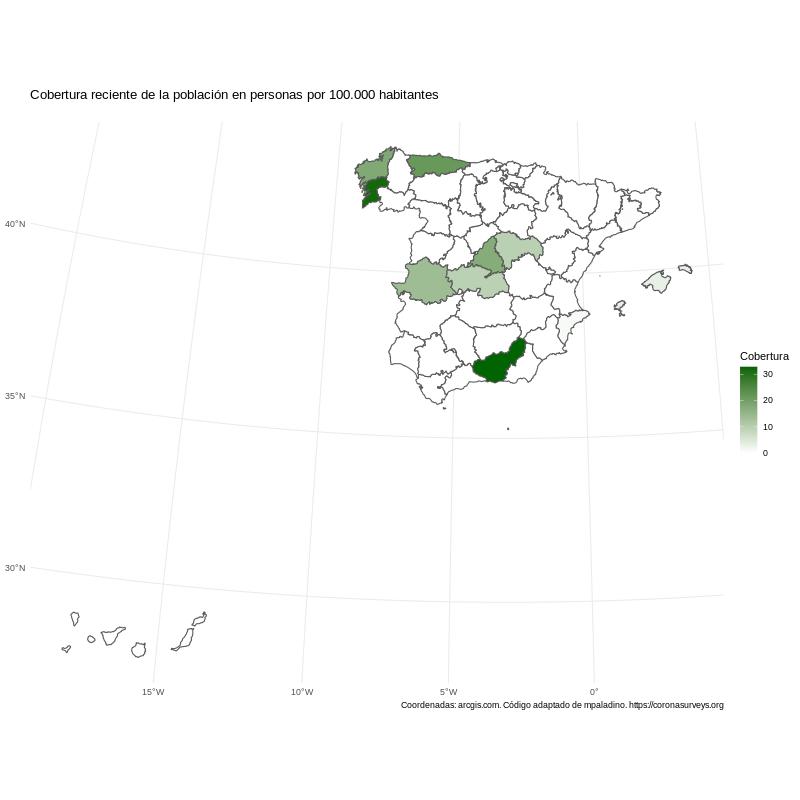 Cobertura reciente de la población en personas por 100.000 habitantes
40°N
35°N
30°N
15°W
10°W
5°W
0°
Cobertura
30
20
10
0
Coordenadas: arcgis.com. Código adaptado de mpaladino. https://coronasurveys.org